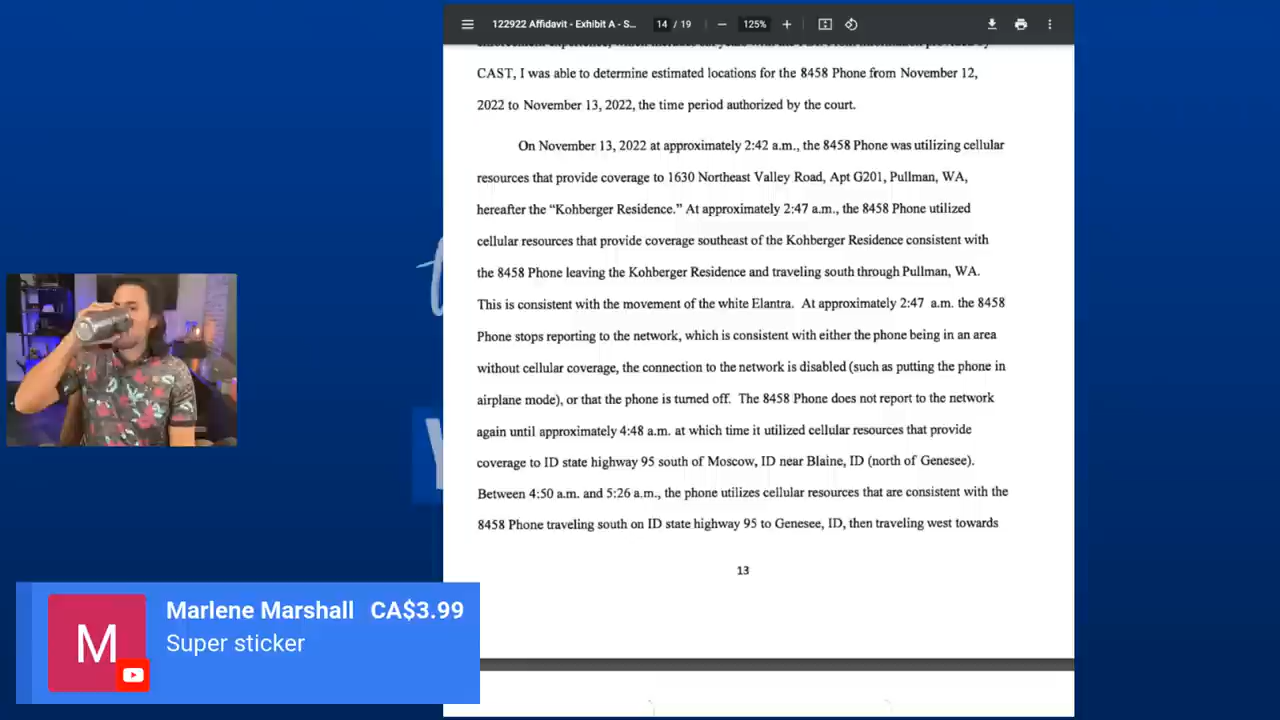 122922 Affidavit - Exhibit A - S... 14 / 19 125%
CAST, I was able to determine estimated locations for the 8458 Phone from November 12,
2022 to November 13, 2022, the time period authorized by the court.
On November 13, 2022 at approximately 2:42 a.m., the 8458 Phone was utilizing cellular
resources that provide coverage to 1630 Northeast Valley Road, Apt G201, Pullman, WA,
hereafter the “Kohberger Residence.” At approximately 2:47 a.m., the 8458 Phone utilized
cellular resources that provide coverage southeast of the Kohberger Residence consistent with
the 8458 Phone leaving the Kohberger Residence and traveling south through Pullman, WA.
This is consistent with the movement of the white Elantra. At approximately 2:47 a.m. the 8458
Phone stops reporting to the network, which is consistent with either the phone being in an area
without cellular coverage, the connection to the network is disabled (such as putting the phone in
airplane mode), or that the phone is turned off. The 8458 Phone does not report to the network
again until approximately 4:48 a.m. at which time it utilized cellular resources that provide
coverage to ID state highway 95 south of Moscow, ID near Blaine, ID (north of Genesee).
Between 4:50 a.m. and 5:26 a.m., the phone utilizes cellular resources that are consistent with the
8458 Phone traveling south on ID state highway 95 to Genesee, ID, then traveling west towards
13
M
Marlene Marshall CA$3.99
Super sticker